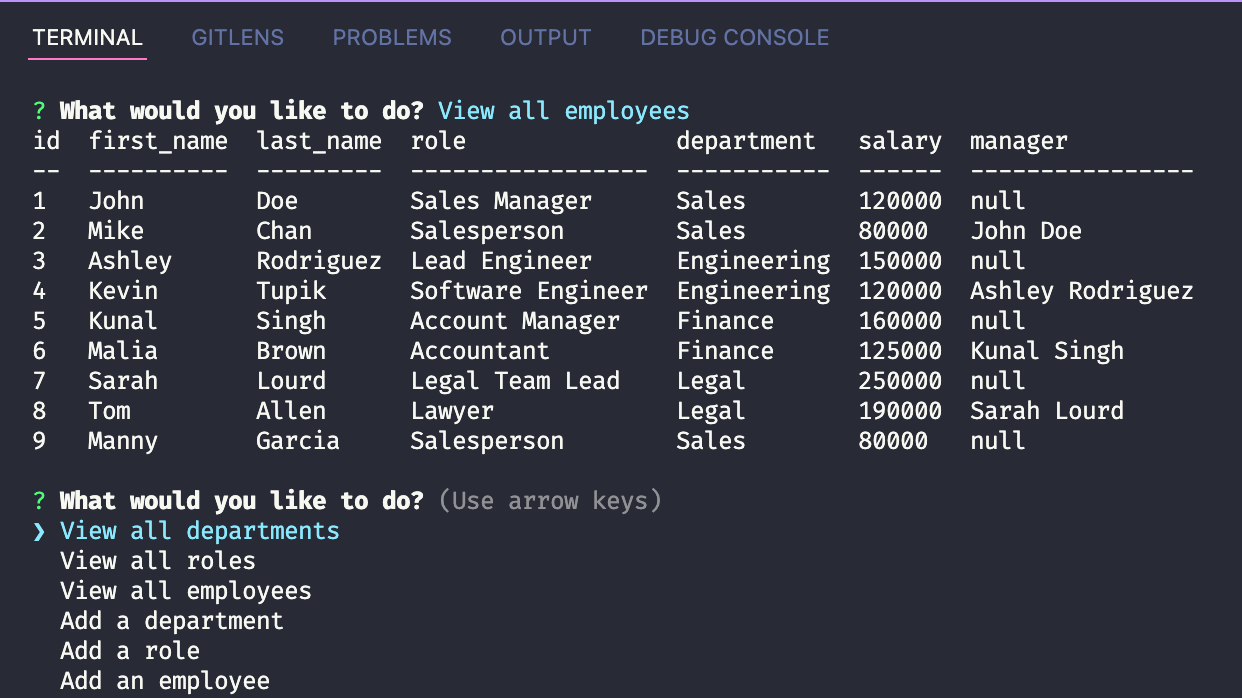 TERMINAL GITLENS PROBLEMS OUTPUT DEBUG CONSOLE
? What would you like to do? View all employees
id  first_name  last_name  role               department   salary  manager
--  ----------  ---------  -----------------  -----------  ------  ----------------
1   John        Doe        Sales Manager      Sales        120000  null
2   Mike        Chan       Salesperson        Sales        80000   John Doe
3   Ashley      Rodriguez  Lead Engineer      Engineering  150000  null
4   Kevin       Tupik      Software Engineer  Engineering  120000  Ashley Rodriguez
5   Kunal       Singh      Account Manager    Finance      160000  null
6   Malia       Brown      Accountant         Finance      125000  Kunal Singh
7   Sarah       Lourd      Legal Team Lead    Legal        250000  null
8   Tom         Allen      Lawyer             Legal        190000  Sarah Lourd
9   Manny       Garcia     Salesperson        Sales        80000   null
? What would you like to do? (Use arrow keys)
❯ View all departments
  View all roles
  View all employees
  Add a department
  Add a role
  Add an employee